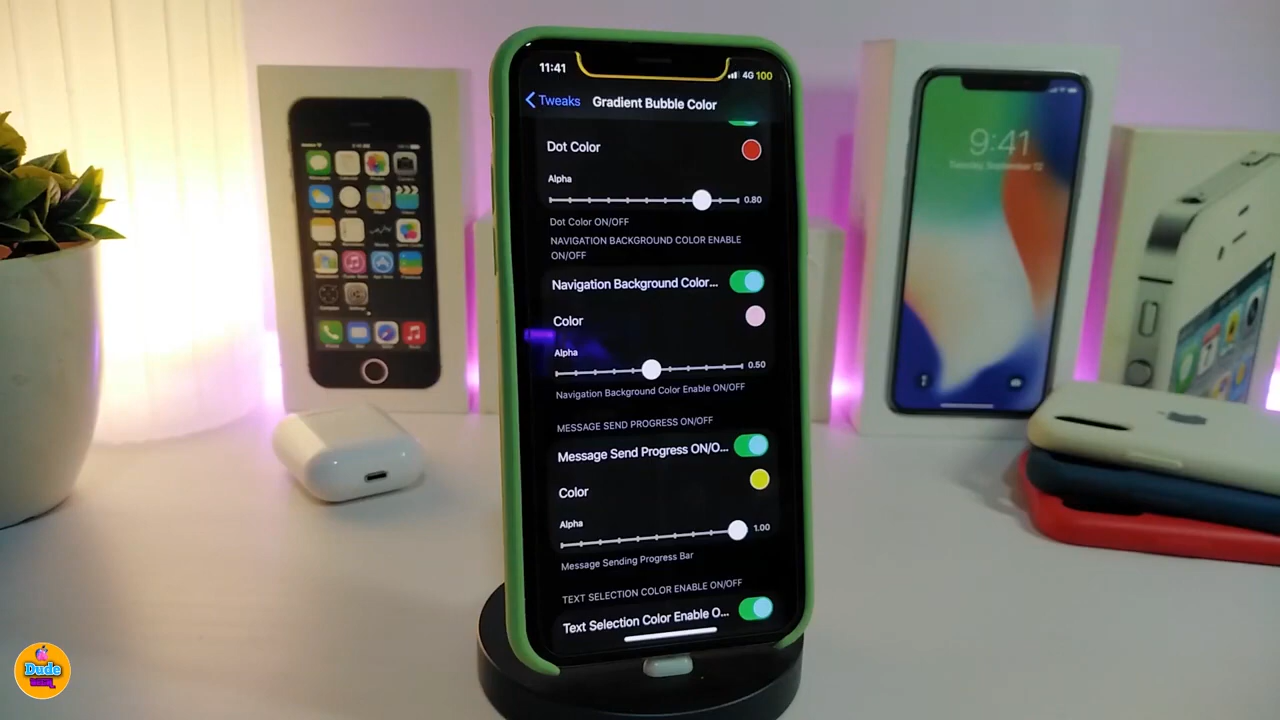 11:41
4G 100
Tweaks
Gradient Bubble Color
Dot Color
Alpha
0.80
Dot Color ON/OFF
NAVIGATION BACKGROUND COLOR ENABLE
ON/OFF
Navigation Background Color...
Color
Alpha
0.50
Navigation Background Color Enable ON/OFF
MESSAGE SEND PROGRESS ON/OFF
Message Send Progress ON/O...
Color
Alpha
1.00
Message Sending Progress Bar
TEXT SELECTION COLOR ENABLE ON/OFF
Text Selection Color Enable O...
9:41
Tuesday, September 12
Dude